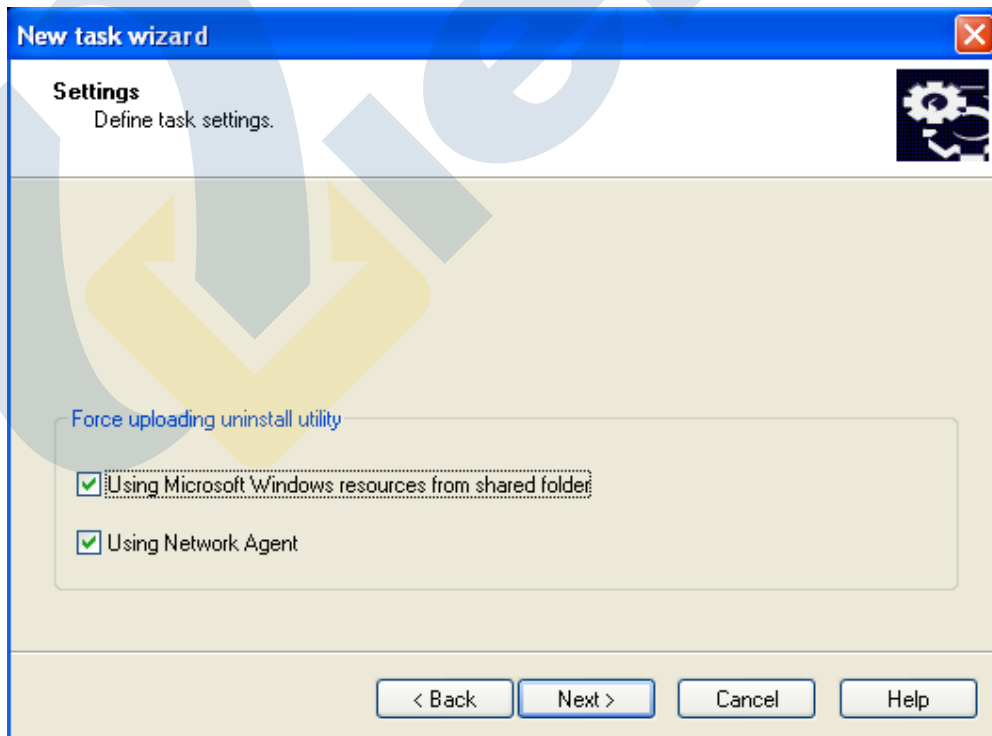 New task wizard
Settings
Define task settings.
Force uploading uninstall utility
Using Microsoft Windows resources from shared folder
Using Network Agent
< Back Next > Cancel Help